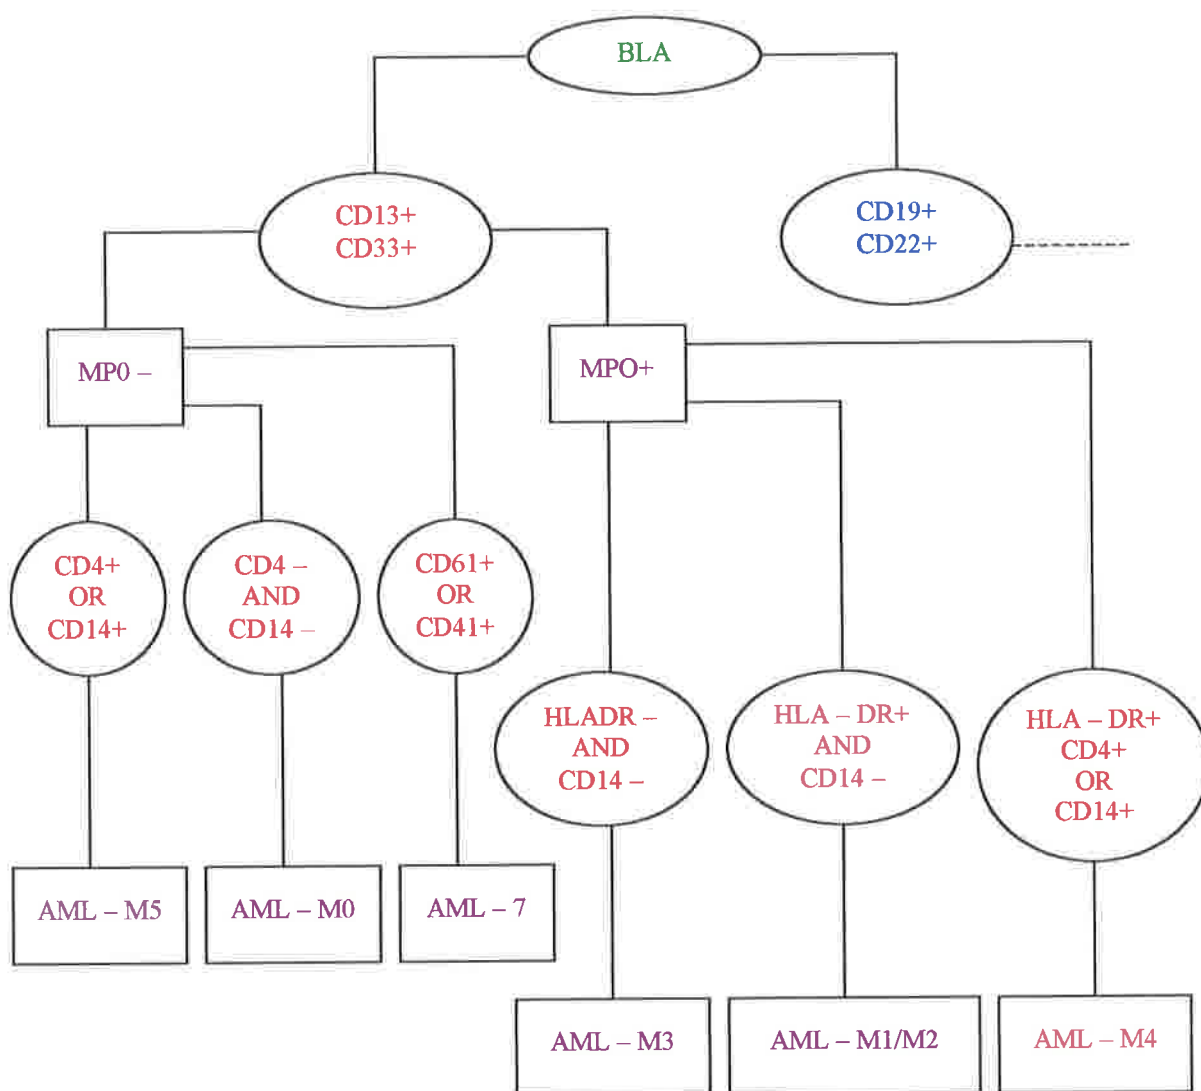 BLA
CD13+
CD33+
CD19+
CD22+
MP0 –
MPO+
CD4+
OR
CD14+
CD4 –
AND
CD14 –
CD61+
OR
CD41+
HLADR –
AND
CD14 –
HLA – DR+
AND
CD14 –
HLA – DR+
CD4+
OR
CD14+
AML – M5
AML – M0
AML – 7
AML – M3
AML – M1/M2
AML – M4